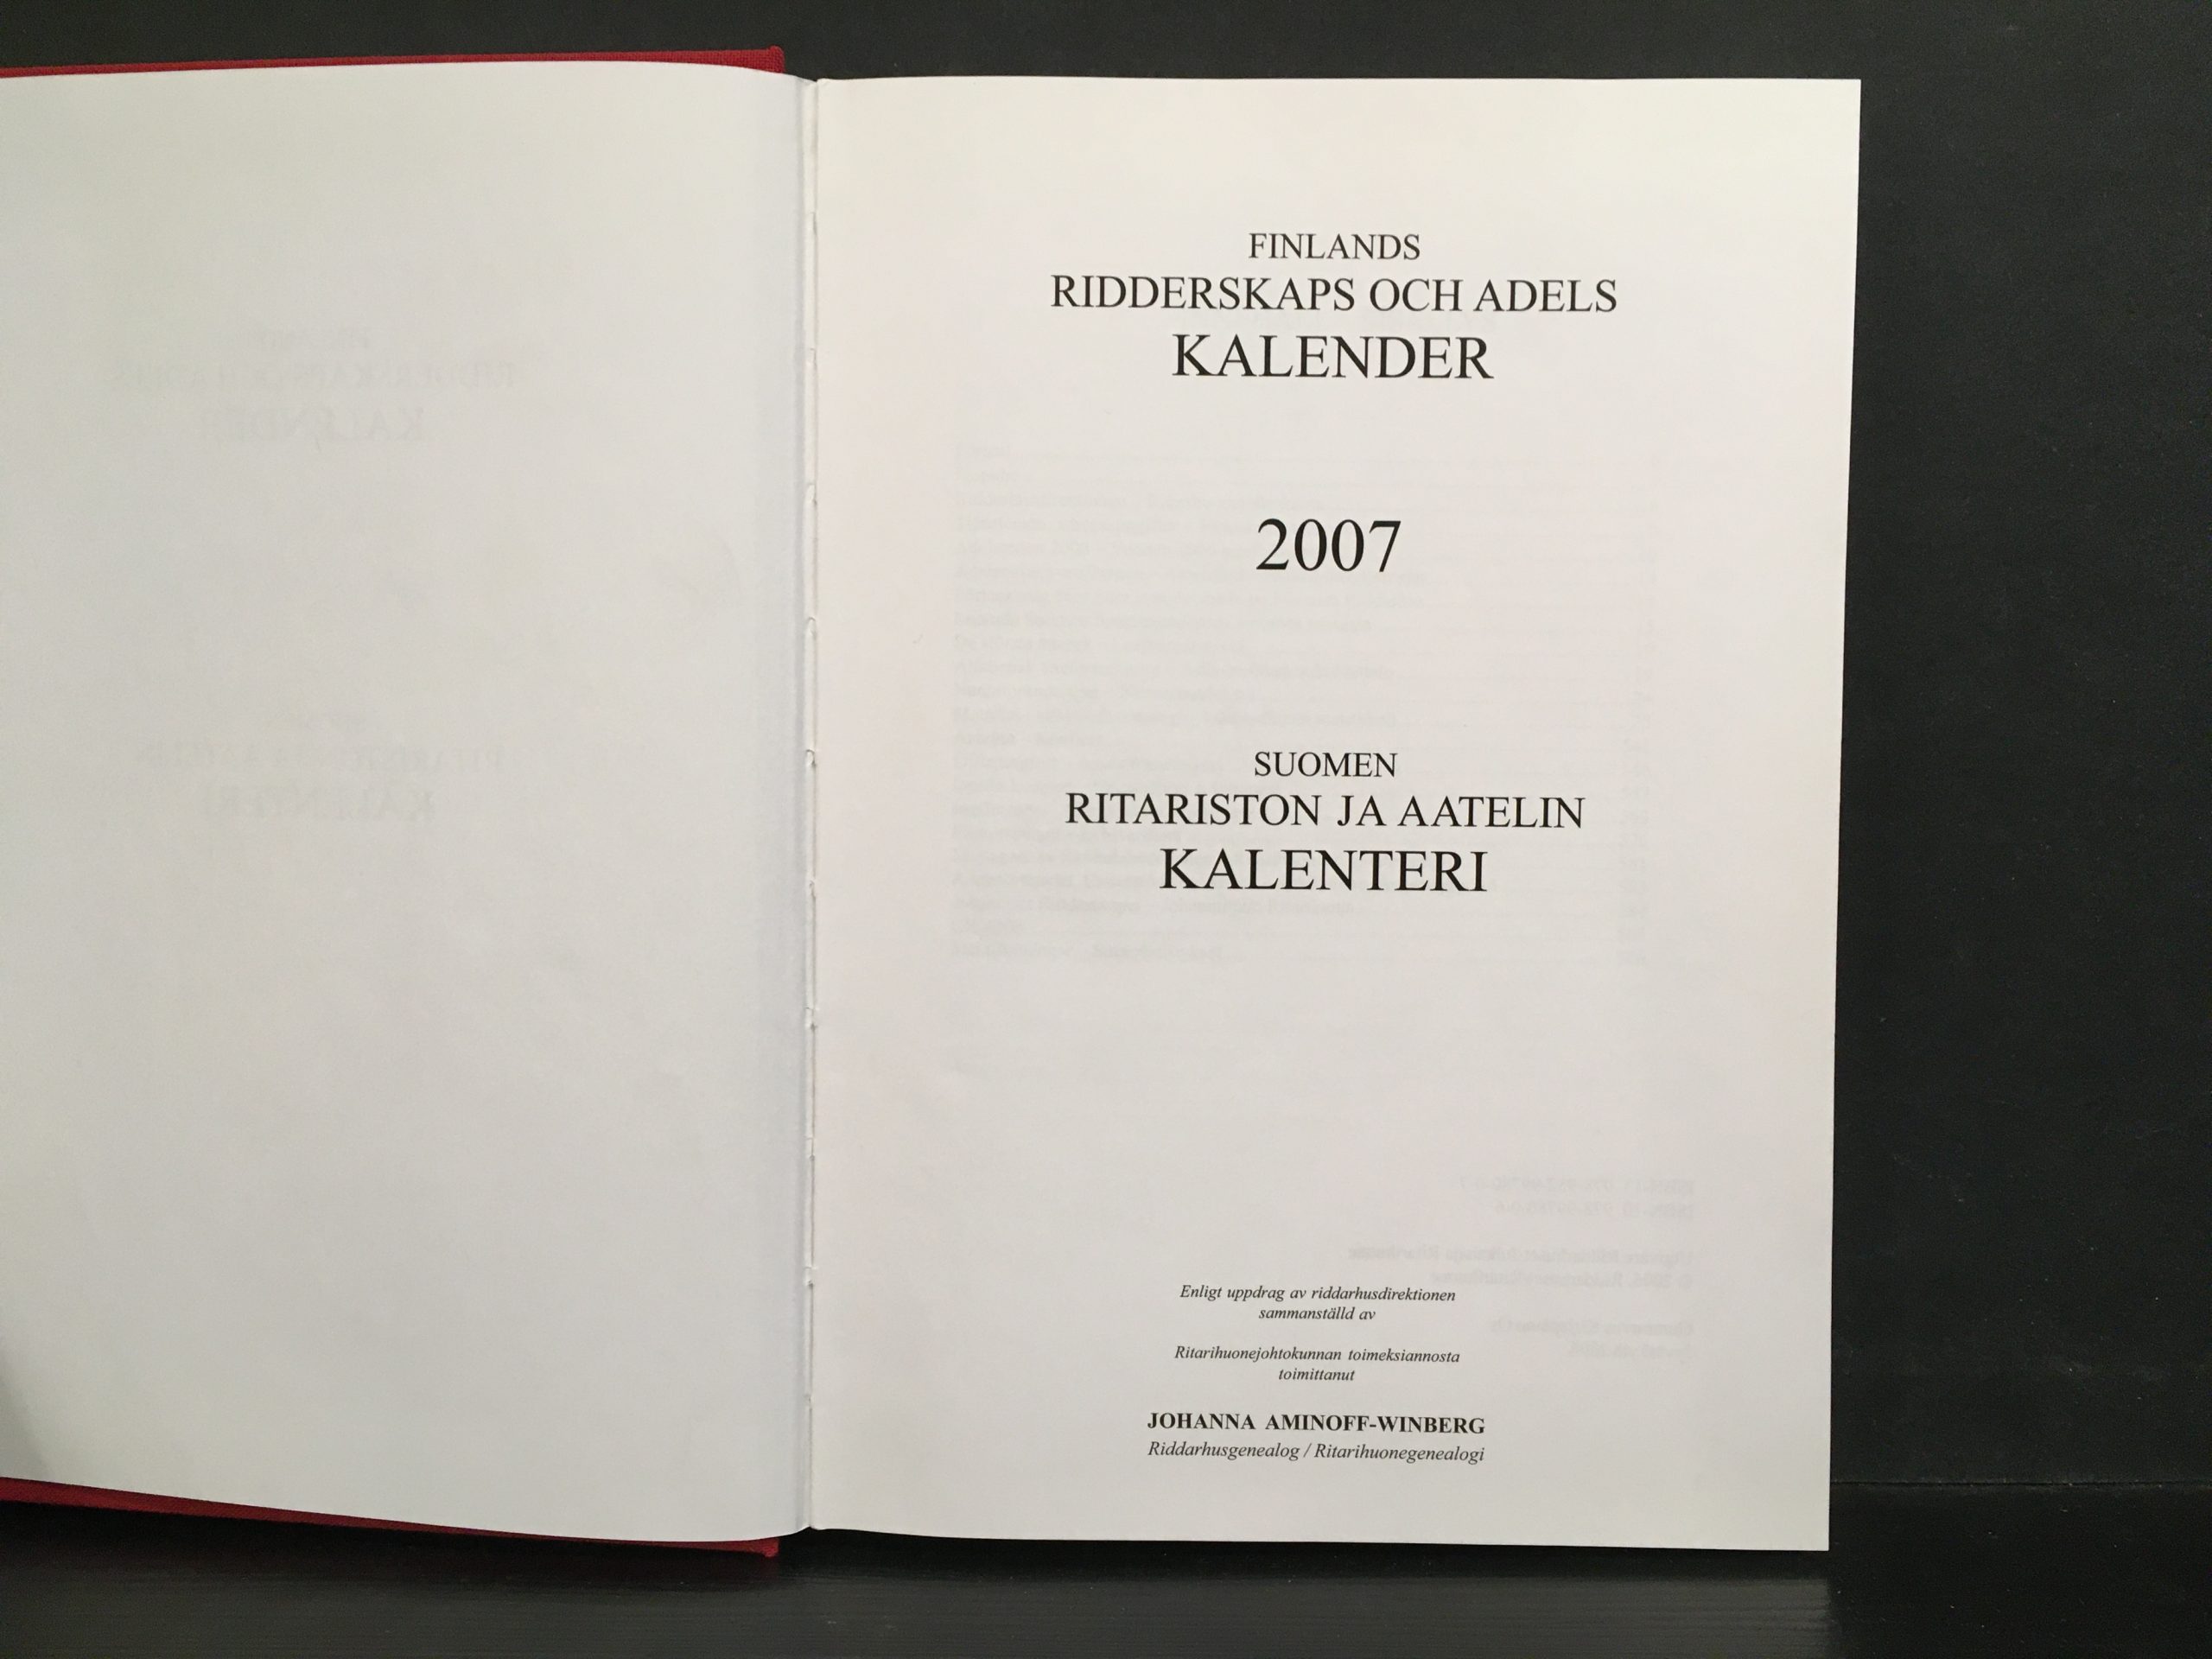 FINLANDS
RIDDERSKAPS OCH ADELS
KALENDER
2007
SUOMEN
RITARISTON JA AATELIN
KALENTERI
Enligt uppdrag av riddarhusdirektionen
sammanställd av
Ritarihuonejohtokunnan toimeksiannosta
toimittanut
JOHANNA AMINOFF-WINBERG
Riddarhusgenealog / Ritarihuonegenealogi